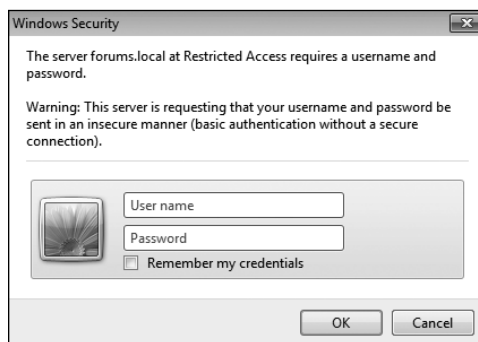 Windows Security
The server forums.local at Restricted Access requires a username and
password.
Warning: This server is requesting that your username and password be
sent in an insecure manner (basic authentication without a secure
connection).
User name
Password
Remember my credentials
OK
Cancel